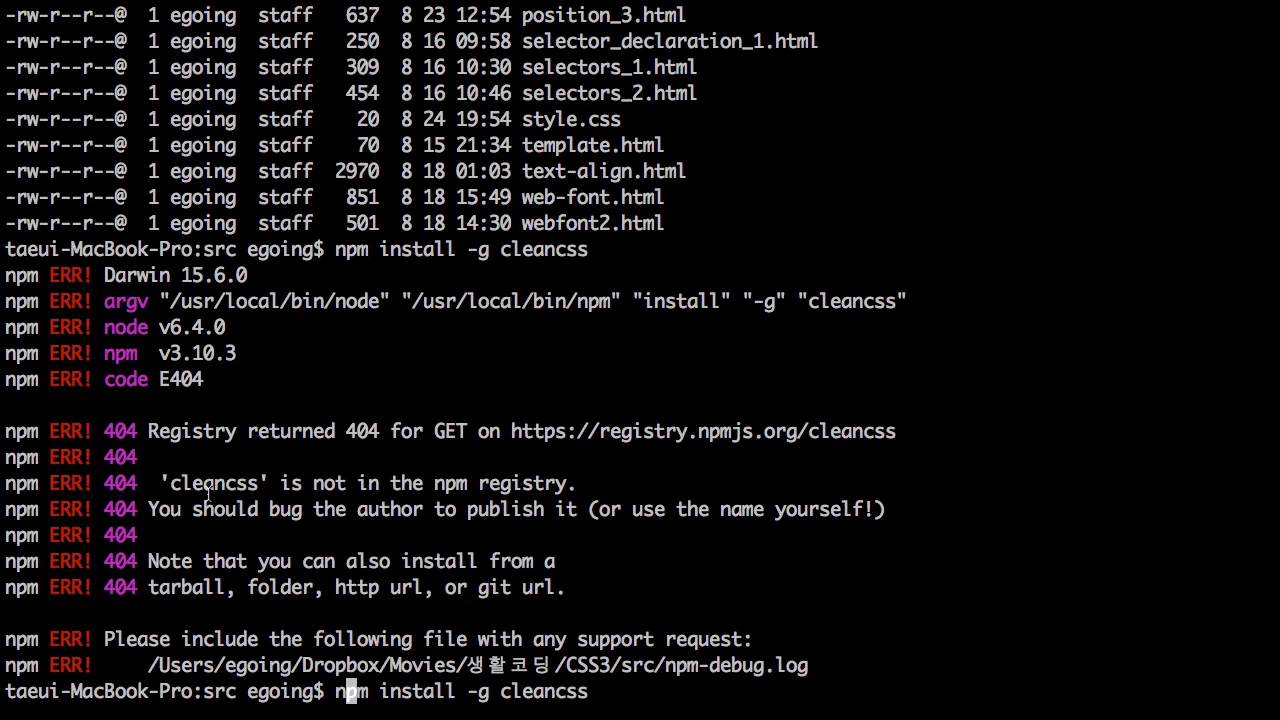 -rw-r--r--@  1 egoing  staff   637  8 23 12:54 position_3.html
-rw-r--r--@  1 egoing  staff   250  8 16 09:58 selector_declaration_1.html
-rw-r--r--@  1 egoing  staff   309  8 16 10:30 selectors_1.html
-rw-r--r--@  1 egoing  staff   454  8 16 10:46 selectors_2.html
-rw-r--r--@  1 egoing  staff    20  8 24 19:54 style.css
-rw-r--r--@  1 egoing  staff    70  8 15 21:34 template.html
-rw-r--r--@  1 egoing  staff  2970  8 18 01:03 text-align.html
-rw-r--r--@  1 egoing  staff   851  8 18 15:49 web-font.html
-rw-r--r--@  1 egoing  staff   501  8 18 14:30 webfont2.html
taeui-MacBook-Pro:src egoing$ npm install -g cleancss
npm ERR! Darwin 15.6.0
npm ERR! argv "/usr/local/bin/node" "/usr/local/bin/npm" "install" "-g" "cleancss"
npm ERR! node v6.4.0
npm ERR! npm  v3.10.3
npm ERR! code E404
npm ERR! 404 Registry returned 404 for GET on https://registry.npmjs.org/cleancss
npm ERR! 404
npm ERR! 404  'cleancss' is not in the npm registry.
npm ERR! 404 You should bug the author to publish it (or use the name yourself!)
npm ERR! 404
npm ERR! 404 Note that you can also install from a
npm ERR! 404 tarball, folder, http url, or git url.
npm ERR! Please include the following file with any support request:
npm ERR!     /Users/egoing/Dropbox/Movies/생활코딩/CSS3/src/npm-debug.log
taeui-MacBook-Pro:src egoing$ npm install -g cleancss